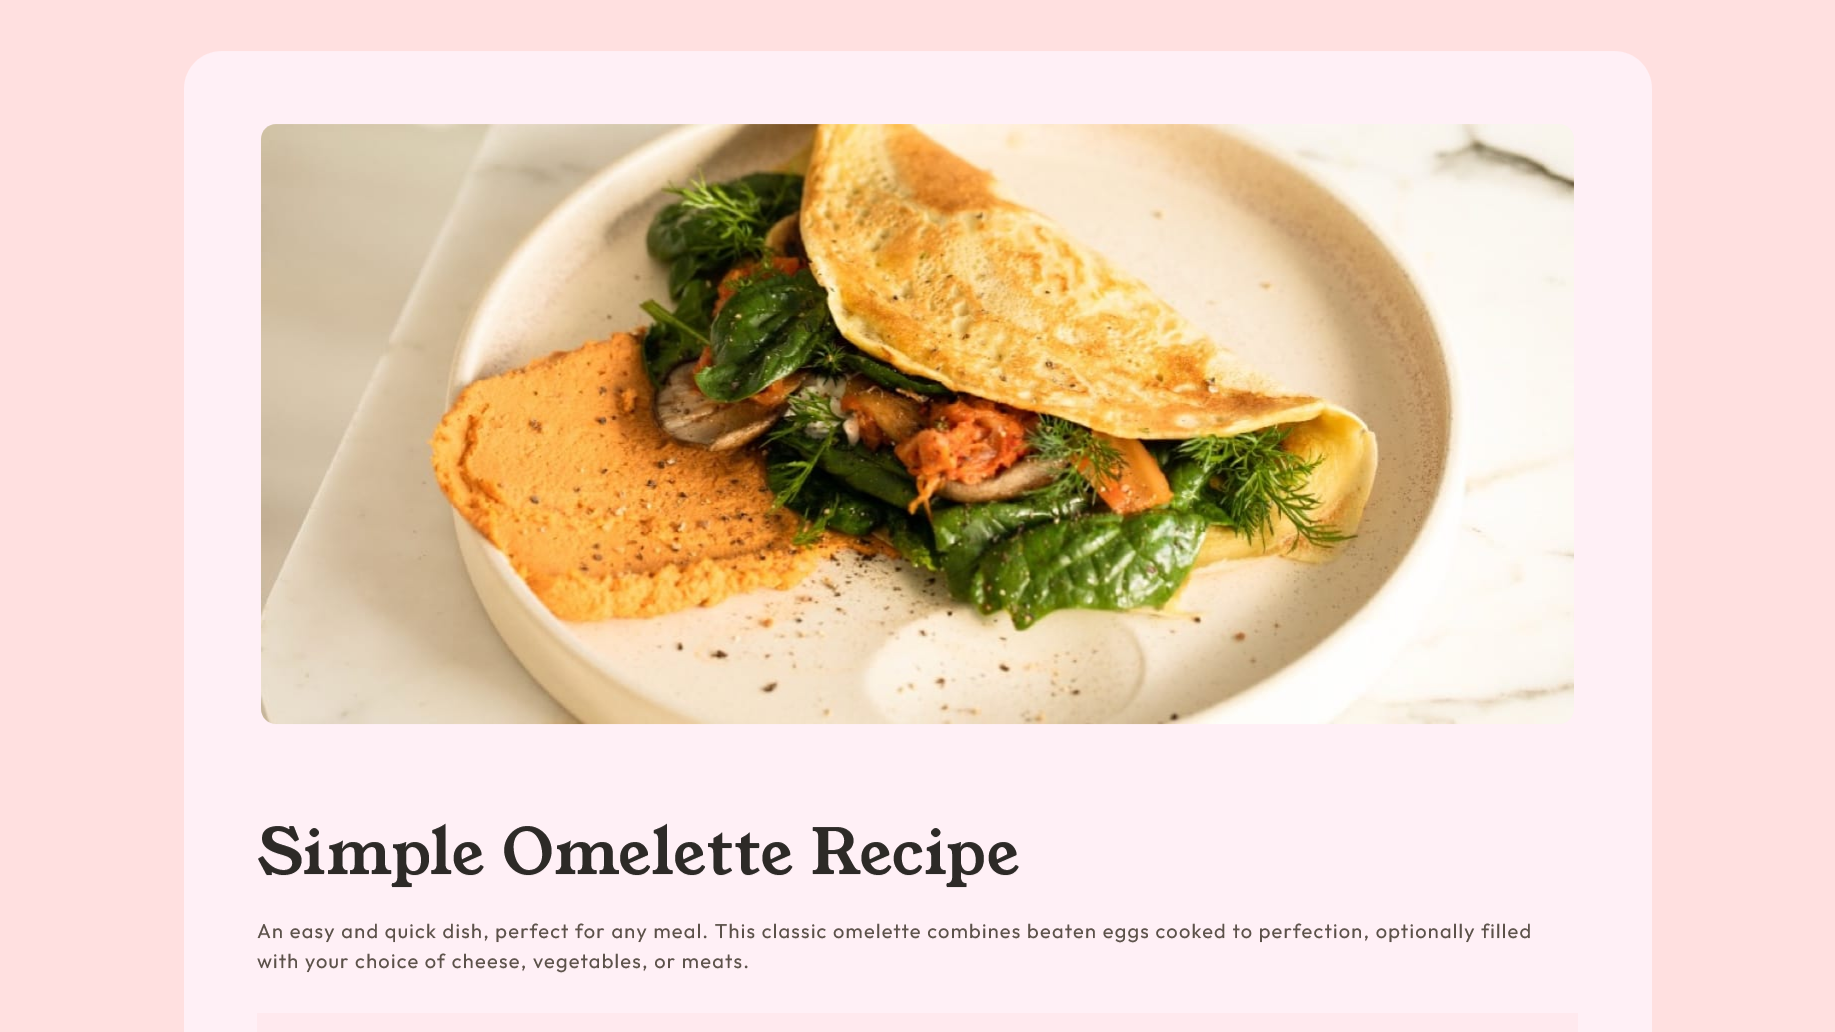 Simple Omelette Recipe
An easy and quick dish, perfect for any meal. This classic omelette combines beaten eggs cooked to perfection, optionally filled
with your choice of cheese, vegetables, or meats.